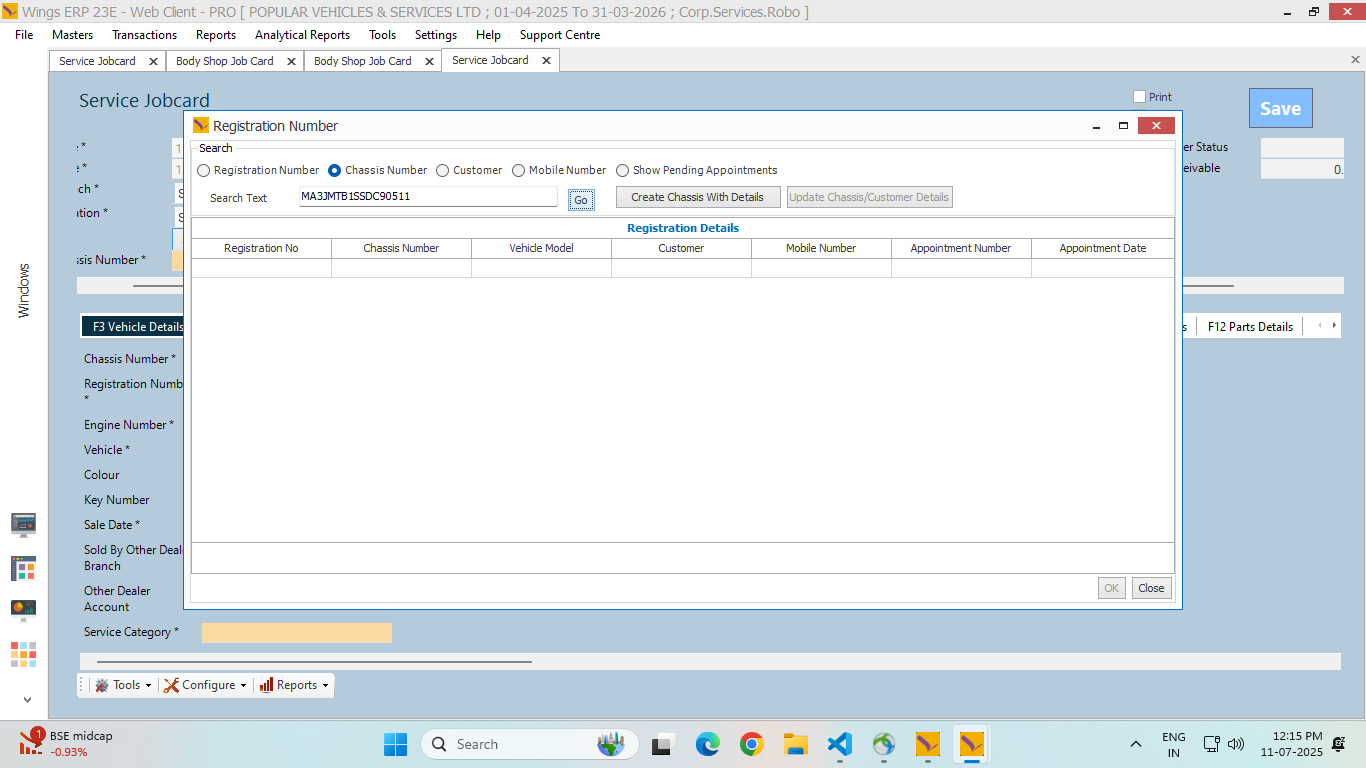 Wings ERP 23E - Web Client - PRO [ POPULAR VEHICLES & SERVICES LTD ; 01-04-2025 To 31-03-2026 ; Corp.Services.Robo ]
File Masters Transactions Reports Analytical Reports Tools Settings Help Support Centre
Service Jobcard Body Shop Job Card Body Shop Job Card Service Jobcard
Service Jobcard
Print
Save
Registration Number
Search
Registration Number Chassis Number Customer Mobile Number Show Pending Appointments
Search Text MA3JMTB1SSDC90511 Go Create Chassis With Details Update Chassis/Customer Details
Registration Details
Registration No Chassis Number Vehicle Model Customer Mobile Number Appointment Number Appointment Date
OK Close
er Status
eivable 0.
ch *
ation *
ssis Number *
Windows
F3 Vehicle Details
s F12 Parts Details
Chassis Number *
Registration Numb
*
Engine Number *
Vehicle *
Colour
Key Number
Sale Date *
Sold By Other Deal
Branch
Other Dealer
Account
Service Category *
Tools Configure Reports
1
BSE midcap
-0.93%
Search
ENG
IN
12:15 PM
11-07-2025